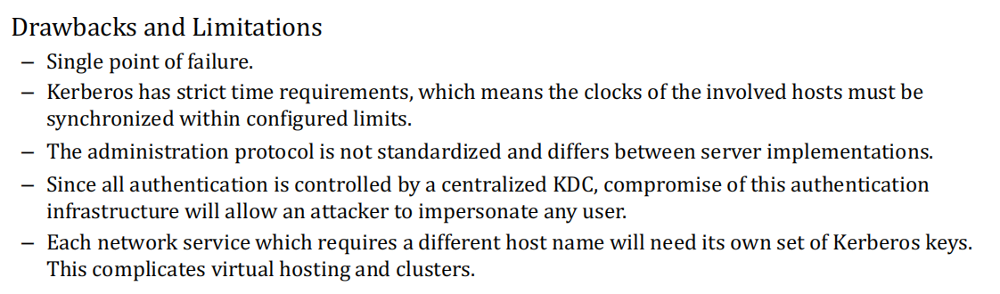 Drawbacks and Limitations
– Single point of failure.
– Kerberos has strict time requirements, which means the clocks of the involved hosts must be
synchronized within configured limits.
– The administration protocol is not standardized and differs between server implementations.
– Since all authentication is controlled by a centralized KDC, compromise of this authentication
infrastructure will allow an attacker to impersonate any user.
– Each network service which requires a different host name will need its own set of Kerberos keys.
This complicates virtual hosting and clusters.